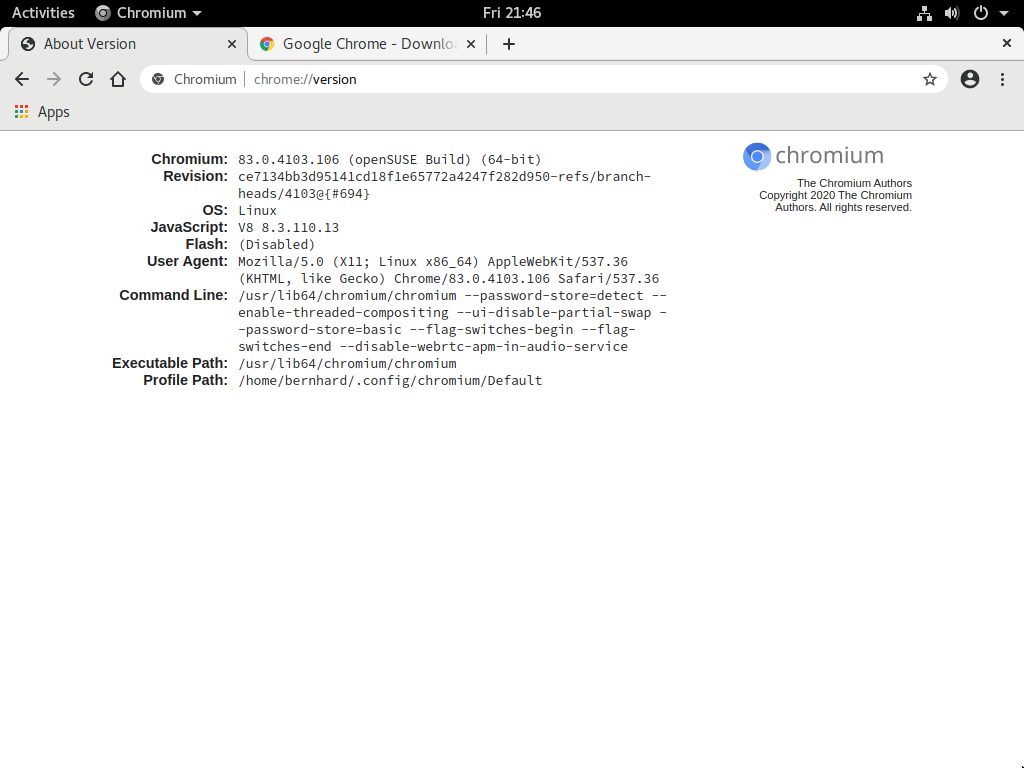 Activities Chromium Fri 21:46
About Version Google Chrome - Downlo
Chromium chrome://version
Apps
Chromium: 83.0.4103.106 (openSUSE Build) (64-bit)
Revision: ce7134bb3d95141cd18f1e65772a4247f282d950-refs/branch-
heads/4103@{#694}
OS: Linux
JavaScript: V8 8.3.110.13
Flash: (Disabled)
User Agent: Mozilla/5.0 (X11; Linux x86_64) AppleWebKit/537.36
(KHTML, like Gecko) Chrome/83.0.4103.106 Safari/537.36
Command Line: /usr/lib64/chromium/chromium --password-store=detect --
enable-threaded-compositing --ui-disable-partial-swap -
-password-store=basic --flag-switches-begin --flag-
switches-end --disable-webrtc-apm-in-audio-service
Executable Path: /usr/lib64/chromium/chromium
Profile Path: /home/bernhard/.config/chromium/Default
chromium
The Chromium Authors
Copyright 2020 The Chromium
Authors. All rights reserved.